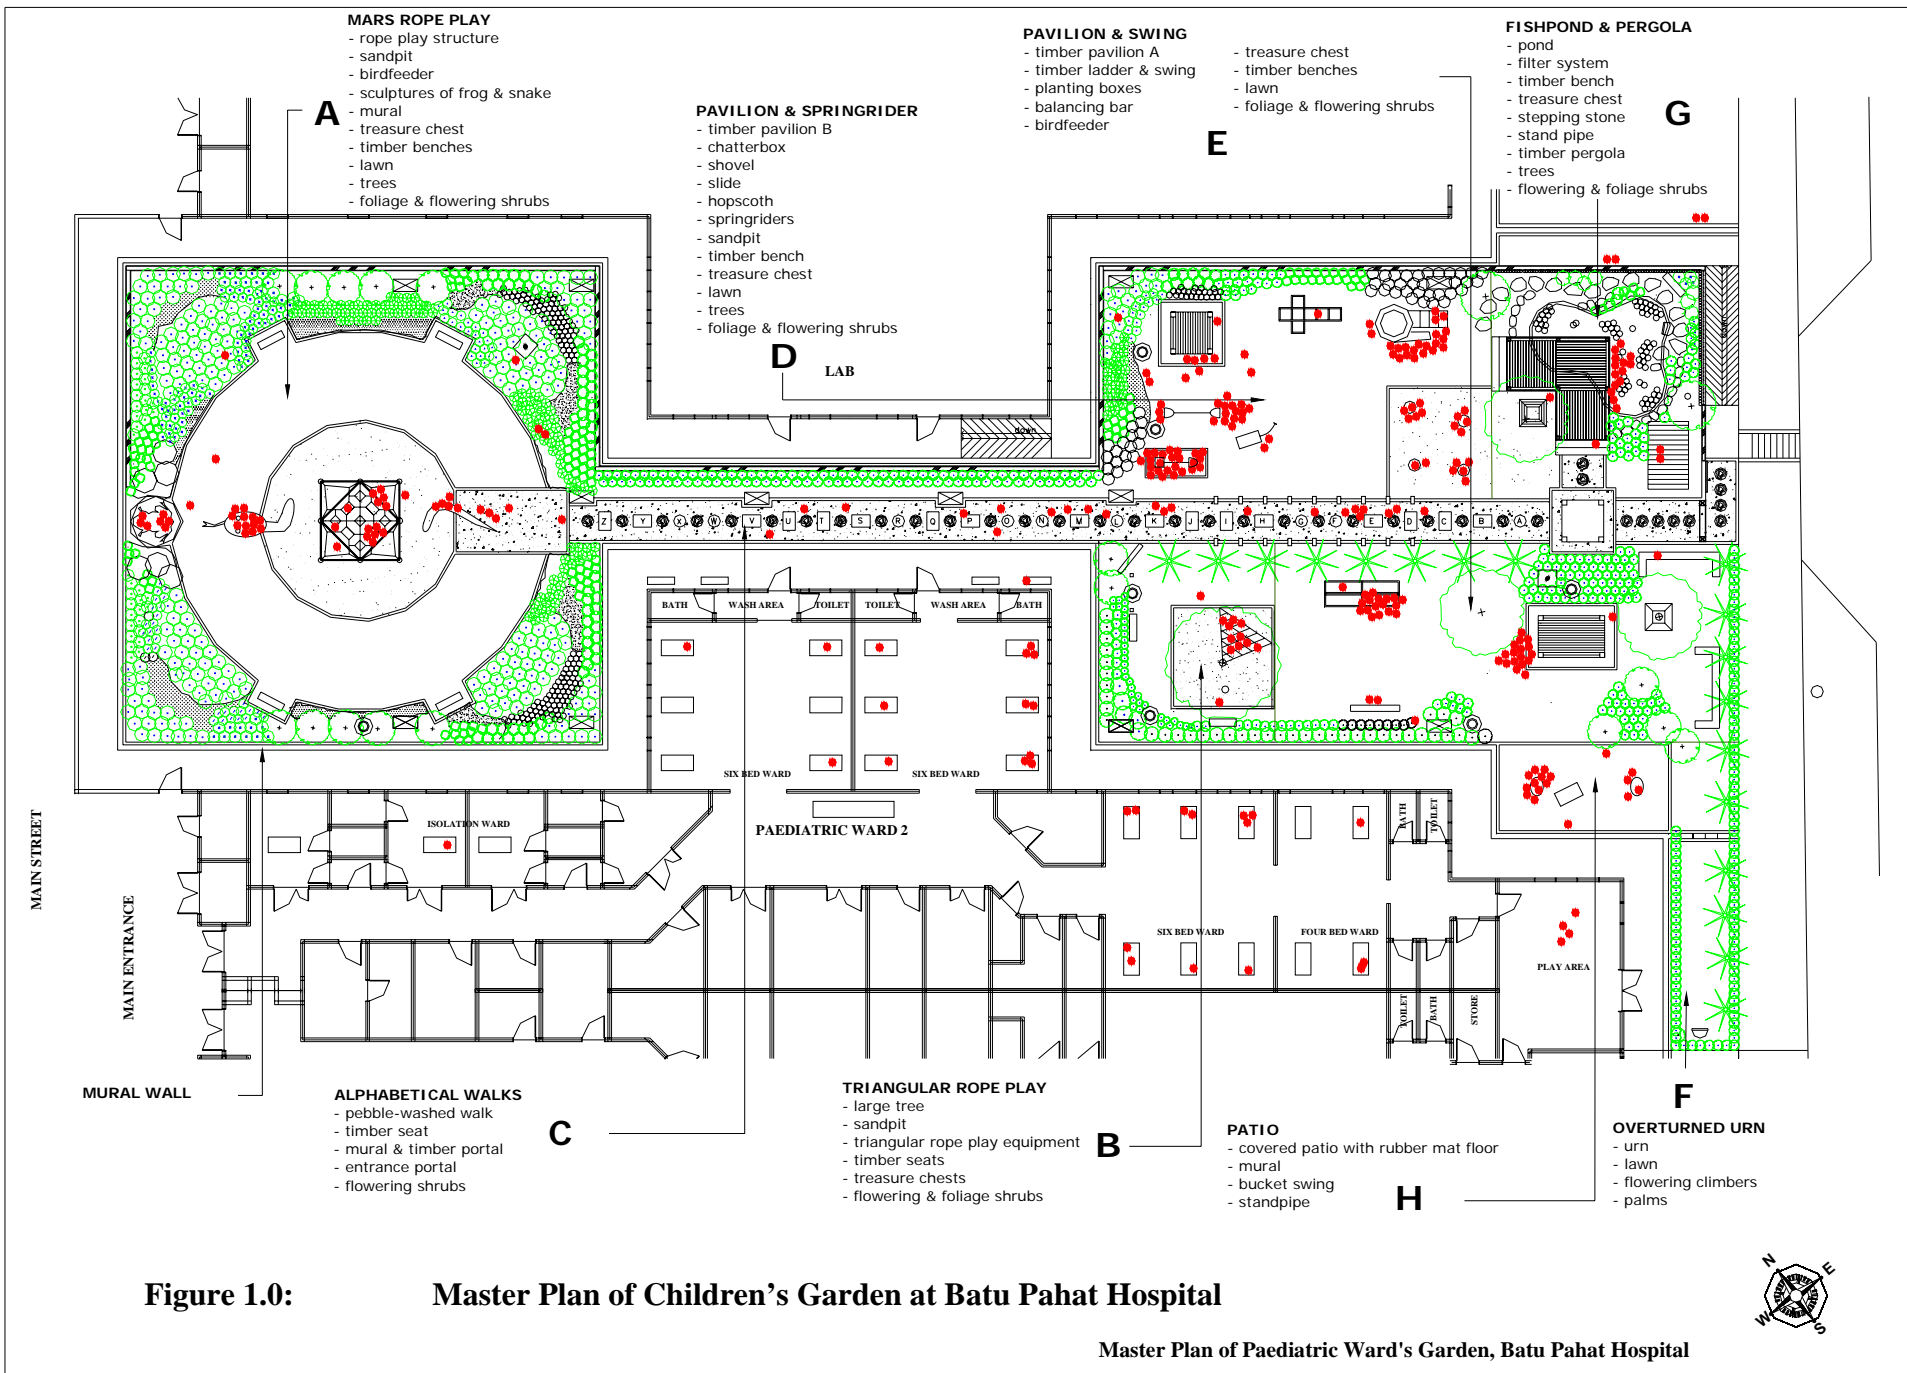 MARS ROPE PLAY
- rope play structure
- sandpit
- birdfeeder
- sculptures of frog & snake
- mural
- treasure chest
- timber benches
- lawn
- trees
- foliage & flowering shrubs
A
PAVILION & SPRINGRIDER
- timber pavilion B
- chatterbox
- shovel
- slide
- hopscoth
- springriders
- sandpit
- timber bench
- treasure chest
- lawn
- trees
- foliage & flowering shrubs
D
PAVILION & SWING
- timber pavilion A
- timber ladder & swing
- planting boxes
- balancing bar
- birdfeeder
- treasure chest
- timber benches
- lawn
- foliage & flowering shrubs
E
FISHPOND & PERGOLA
- pond
- filter system
- timber bench
- treasure chest
- stepping stone
- stand pipe
- timber pergola
- trees
- flowering & foliage shrubs
G
LAB
down
Z Y X W V U T S R Q P O N M L K J I H G F E D C B A
BATH
WASH AREA
TOILET
TOILET
WASH AREA
BATH
SIX BED WARD
SIX BED WARD
PAEDIATRIC WARD 2
ISOLATION WARD
BATH
TOILET
SIX BED WARD
FOUR BED WARD
PLAY AREA
TOILET
BATH
STORE
MAIN STREET
MAIN ENTRANCE
MURAL WALL
ALPHABETICAL WALKS
- pebble-washed walk
- timber seat
- mural & timber portal
- entrance portal
- flowering shrubs
C
TRIANGULAR ROPE PLAY
- large tree
- sandpit
- triangular rope play equipment
- timber seats
- treasure chests
- flowering & foliage shrubs
B
PATIO
- covered patio with rubber mat floor
- mural
- bucket swing
- standpipe
H
F
OVERTURNED URN
- urn
- lawn
- flowering climbers
- palms
Figure 1.0: Master Plan of Children’s Garden at Batu Pahat Hospital
N
E
W
S
Master Plan of Paediatric Ward's Garden, Batu Pahat Hospital